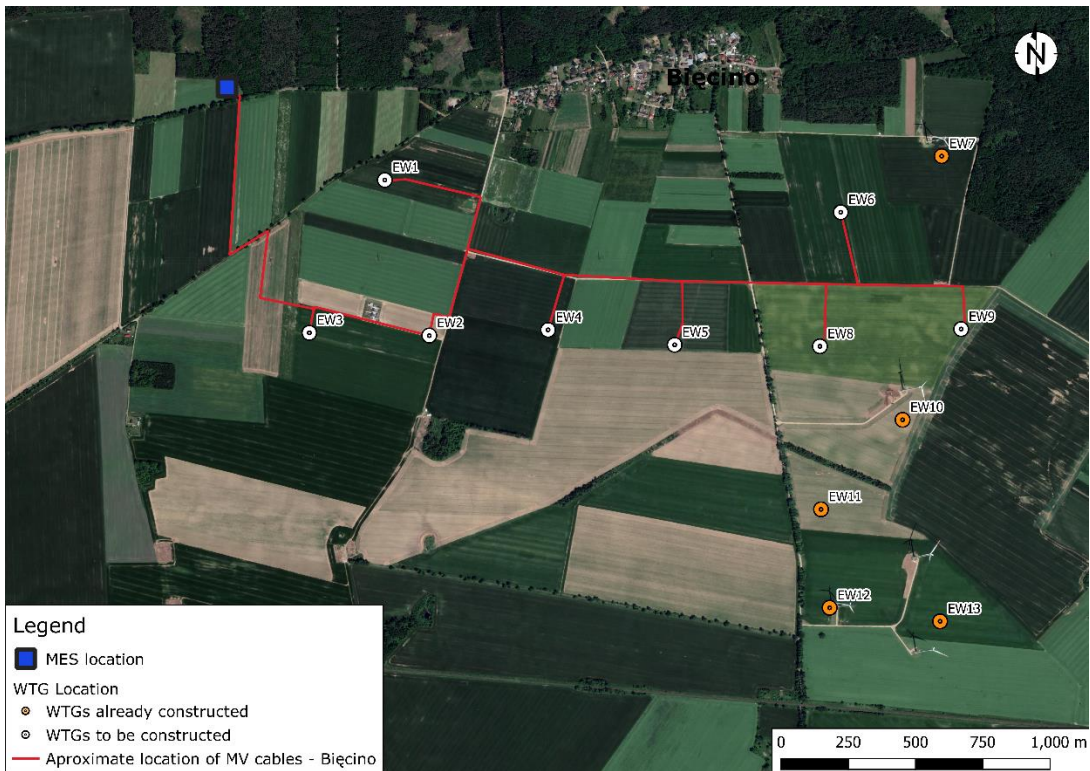 Bięcino
N
EW7
EW1
EW6
EW3
EW2
EW4
EW5
EW8
EW9
EW10
EW11
EW12
EW13
Legend
MES location
WTG Location
WTGs already constructed
WTGs to be constructed
Aproximate location of MV cables - Bięcino
0 250 500 750 1,000 m